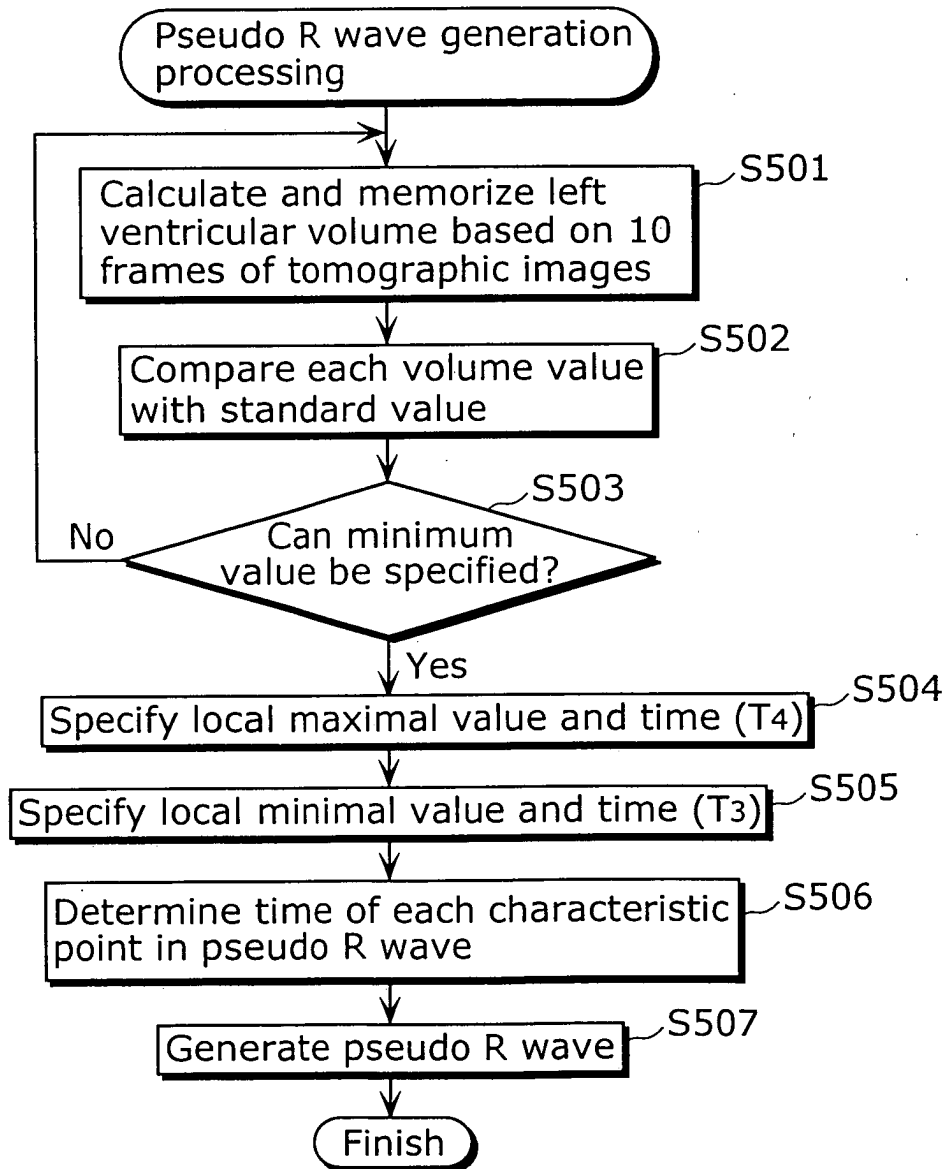 Pseudo R wave generation
processing
S501
Calculate and memorize left
ventricular volume based on 10
frames of tomographic images
S502
Compare each volume value
with standard value
S503
No
Can minimum
value be specified?
Yes
S504
Specify local maximal value and time (T4)
S505
Specify local minimal value and time (T3)
S506
Determine time of each characteristic
point in pseudo R wave
S507
Generate pseudo R wave
Finish